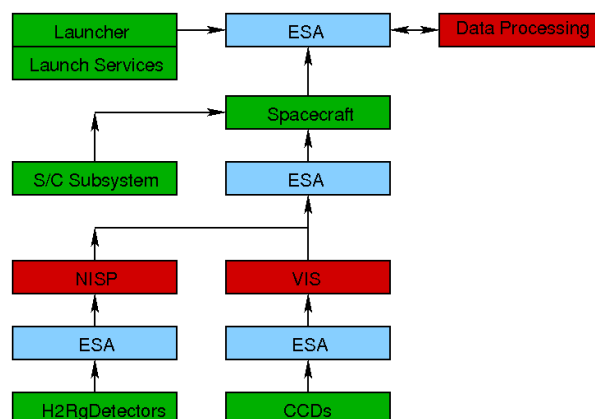 Launcher
ESA
Data Processing
Launch Services
Spacecraft
S/C Subsystem
ESA
NISP
VIS
ESA
ESA
H2RgDetectors
CCDs